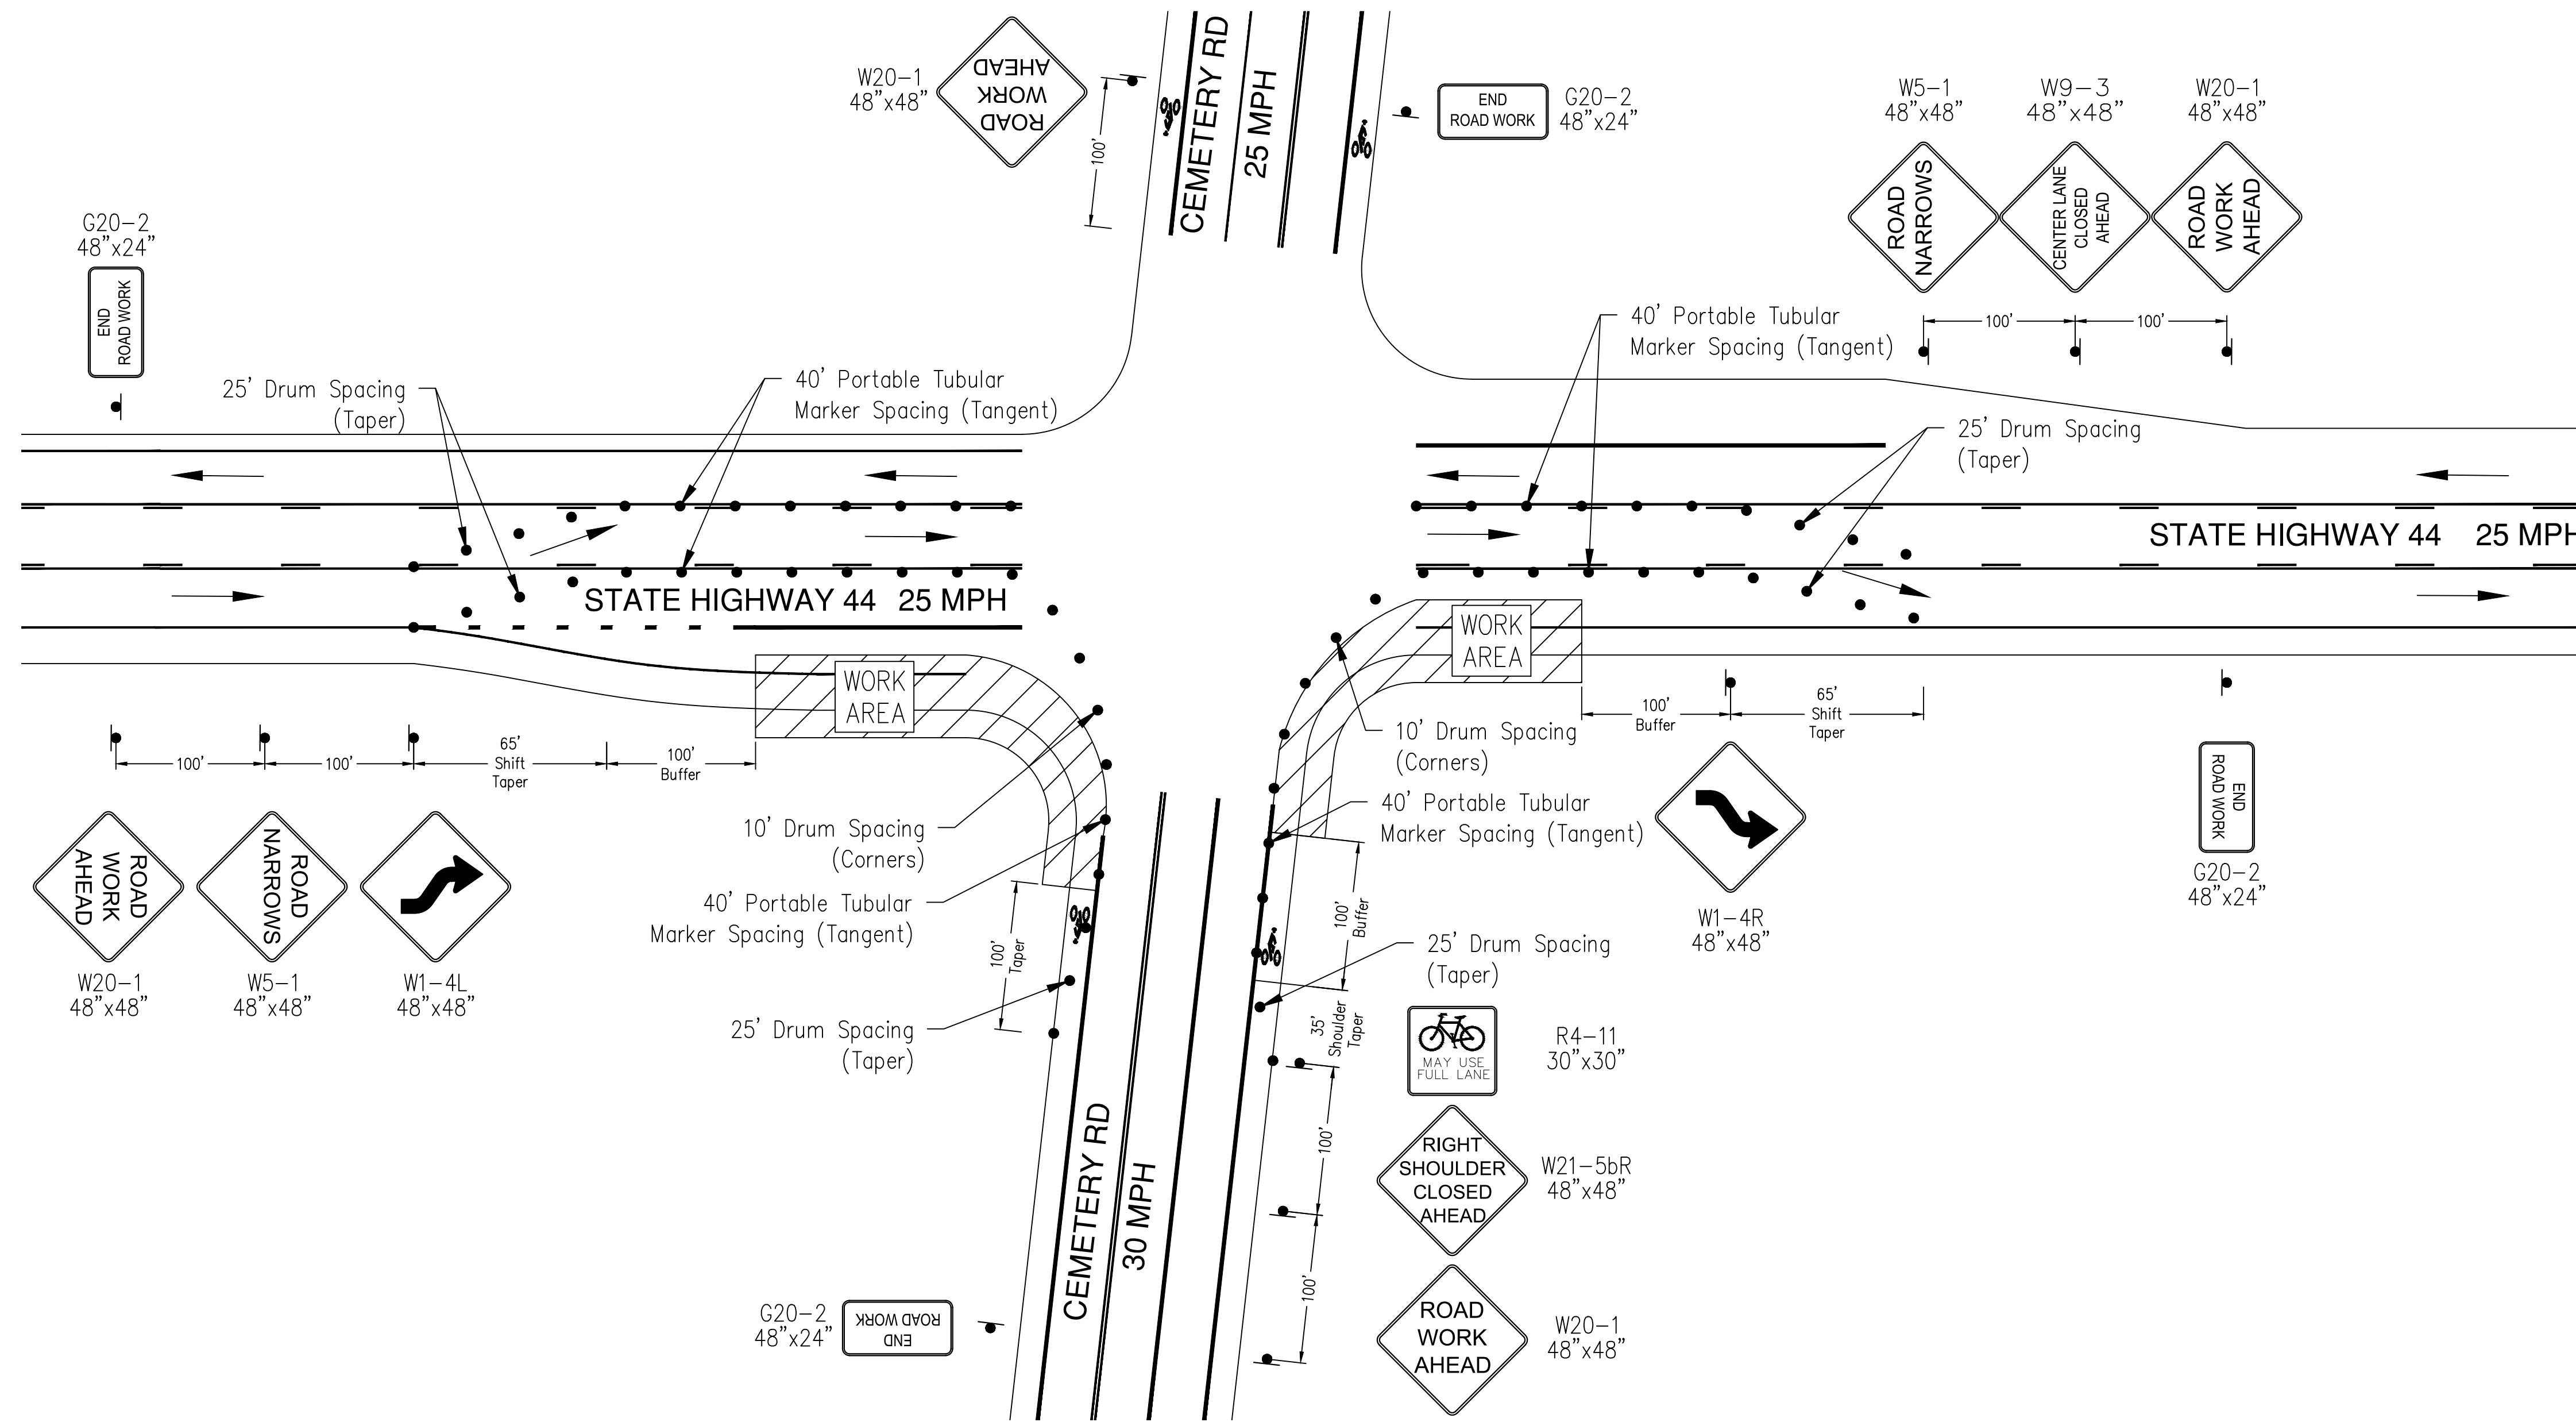 W20-1
48"x48"
ROAD
WORK
AHEAD
100'
CEMETERY RD
25 MPH
END
ROAD WORK
G20-2
48"x24"
W5-1
48"x48"
W9-3
48"x48"
W20-1
48"x48"
ROAD
NARROWS
CENTER LANE
CLOSED
AHEAD
ROAD
WORK
AHEAD
100'
100'
G20-2
48"x24"
END
ROAD WORK
25' Drum Spacing
(Taper)
40' Portable Tubular
Marker Spacing (Tangent)
40' Portable Tubular
Marker Spacing (Tangent)
25' Drum Spacing
(Taper)
STATE HIGHWAY 44 25 MPH
STATE HIGHWAY 44 25 MPH
WORK
AREA
WORK
AREA
100'
100'
65'
Shift
Taper
100'
Buffer
100'
Buffer
65'
Shift
Taper
ROAD
WORK
AHEAD
W20-1
48"x48"
ROAD
NARROWS
W5-1
48"x48"
W1-4L
48"x48"
10' Drum Spacing
(Corners)
40' Portable Tubular
Marker Spacing (Tangent)
100'
Taper
25' Drum Spacing
(Taper)
10' Drum Spacing
(Corners)
40' Portable Tubular
Marker Spacing (Tangent)
100'
Buffer
25' Drum Spacing
(Taper)
W1-4R
48"x48"
END
ROAD WORK
G20-2
48"x24"
35'
Shoulder
Taper
MAY USE
FULL LANE
R4-11
30"x30"
100'
RIGHT
SHOULDER
CLOSED
AHEAD
W21-5bR
48"x48"
100'
ROAD
WORK
AHEAD
W20-1
48"x48"
CEMETERY RD
30 MPH
G20-2
48"x24"
END
ROAD WORK